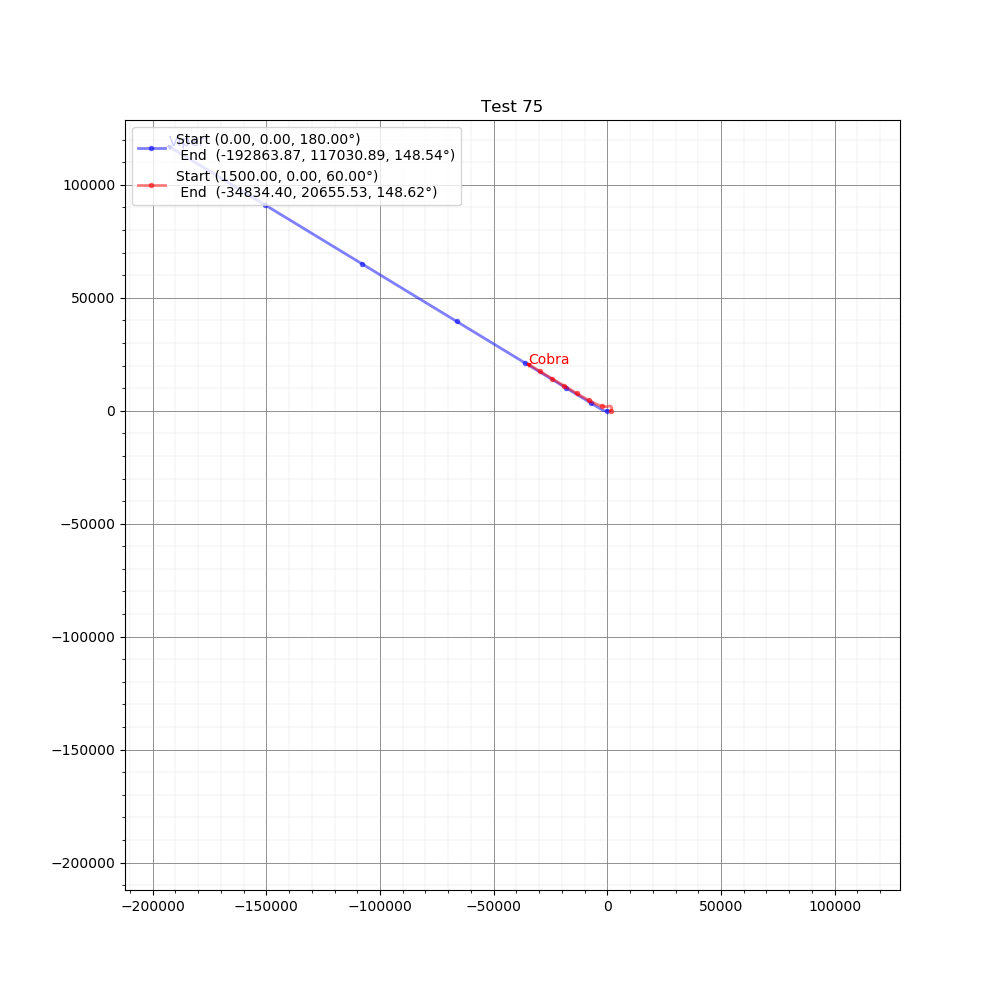 Test 75
Start (0.00, 0.00, 180.00°)
End (-192863.87, 117030.89, 148.54°)
Start (1500.00, 0.00, 60.00°)
End (-34834.40, 20655.53, 148.62°)
Cobra
100000
50000
0
−50000
−100000
−150000
−200000
−200000 −150000 −100000 −50000 0 50000 100000